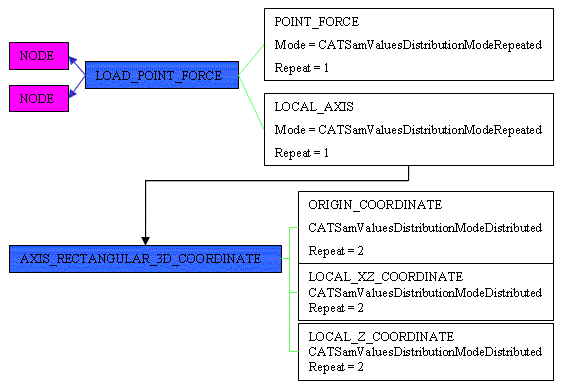 NODE
NODE
LOAD_POINT_FORCE
POINT_FORCE
Mode = CATSamValuesDistributionModeRepeated
Repeat = 1
LOCAL_AXIS
Mode = CATSamValuesDistributionModeRepeated
Repeat = 1
AXIS_RECTANGULAR_3D_COORDINATE
ORIGIN_COORDINATE
CATSamValuesDistributionModeDistributed
Repeat = 2
LOCAL_XZ_COORDINATE
CATSamValuesDistributionModeDistributed
Repeat = 2
LOCAL_Z_COORDINATE
CATSamValuesDistributionModeDistributed
Repeat = 2